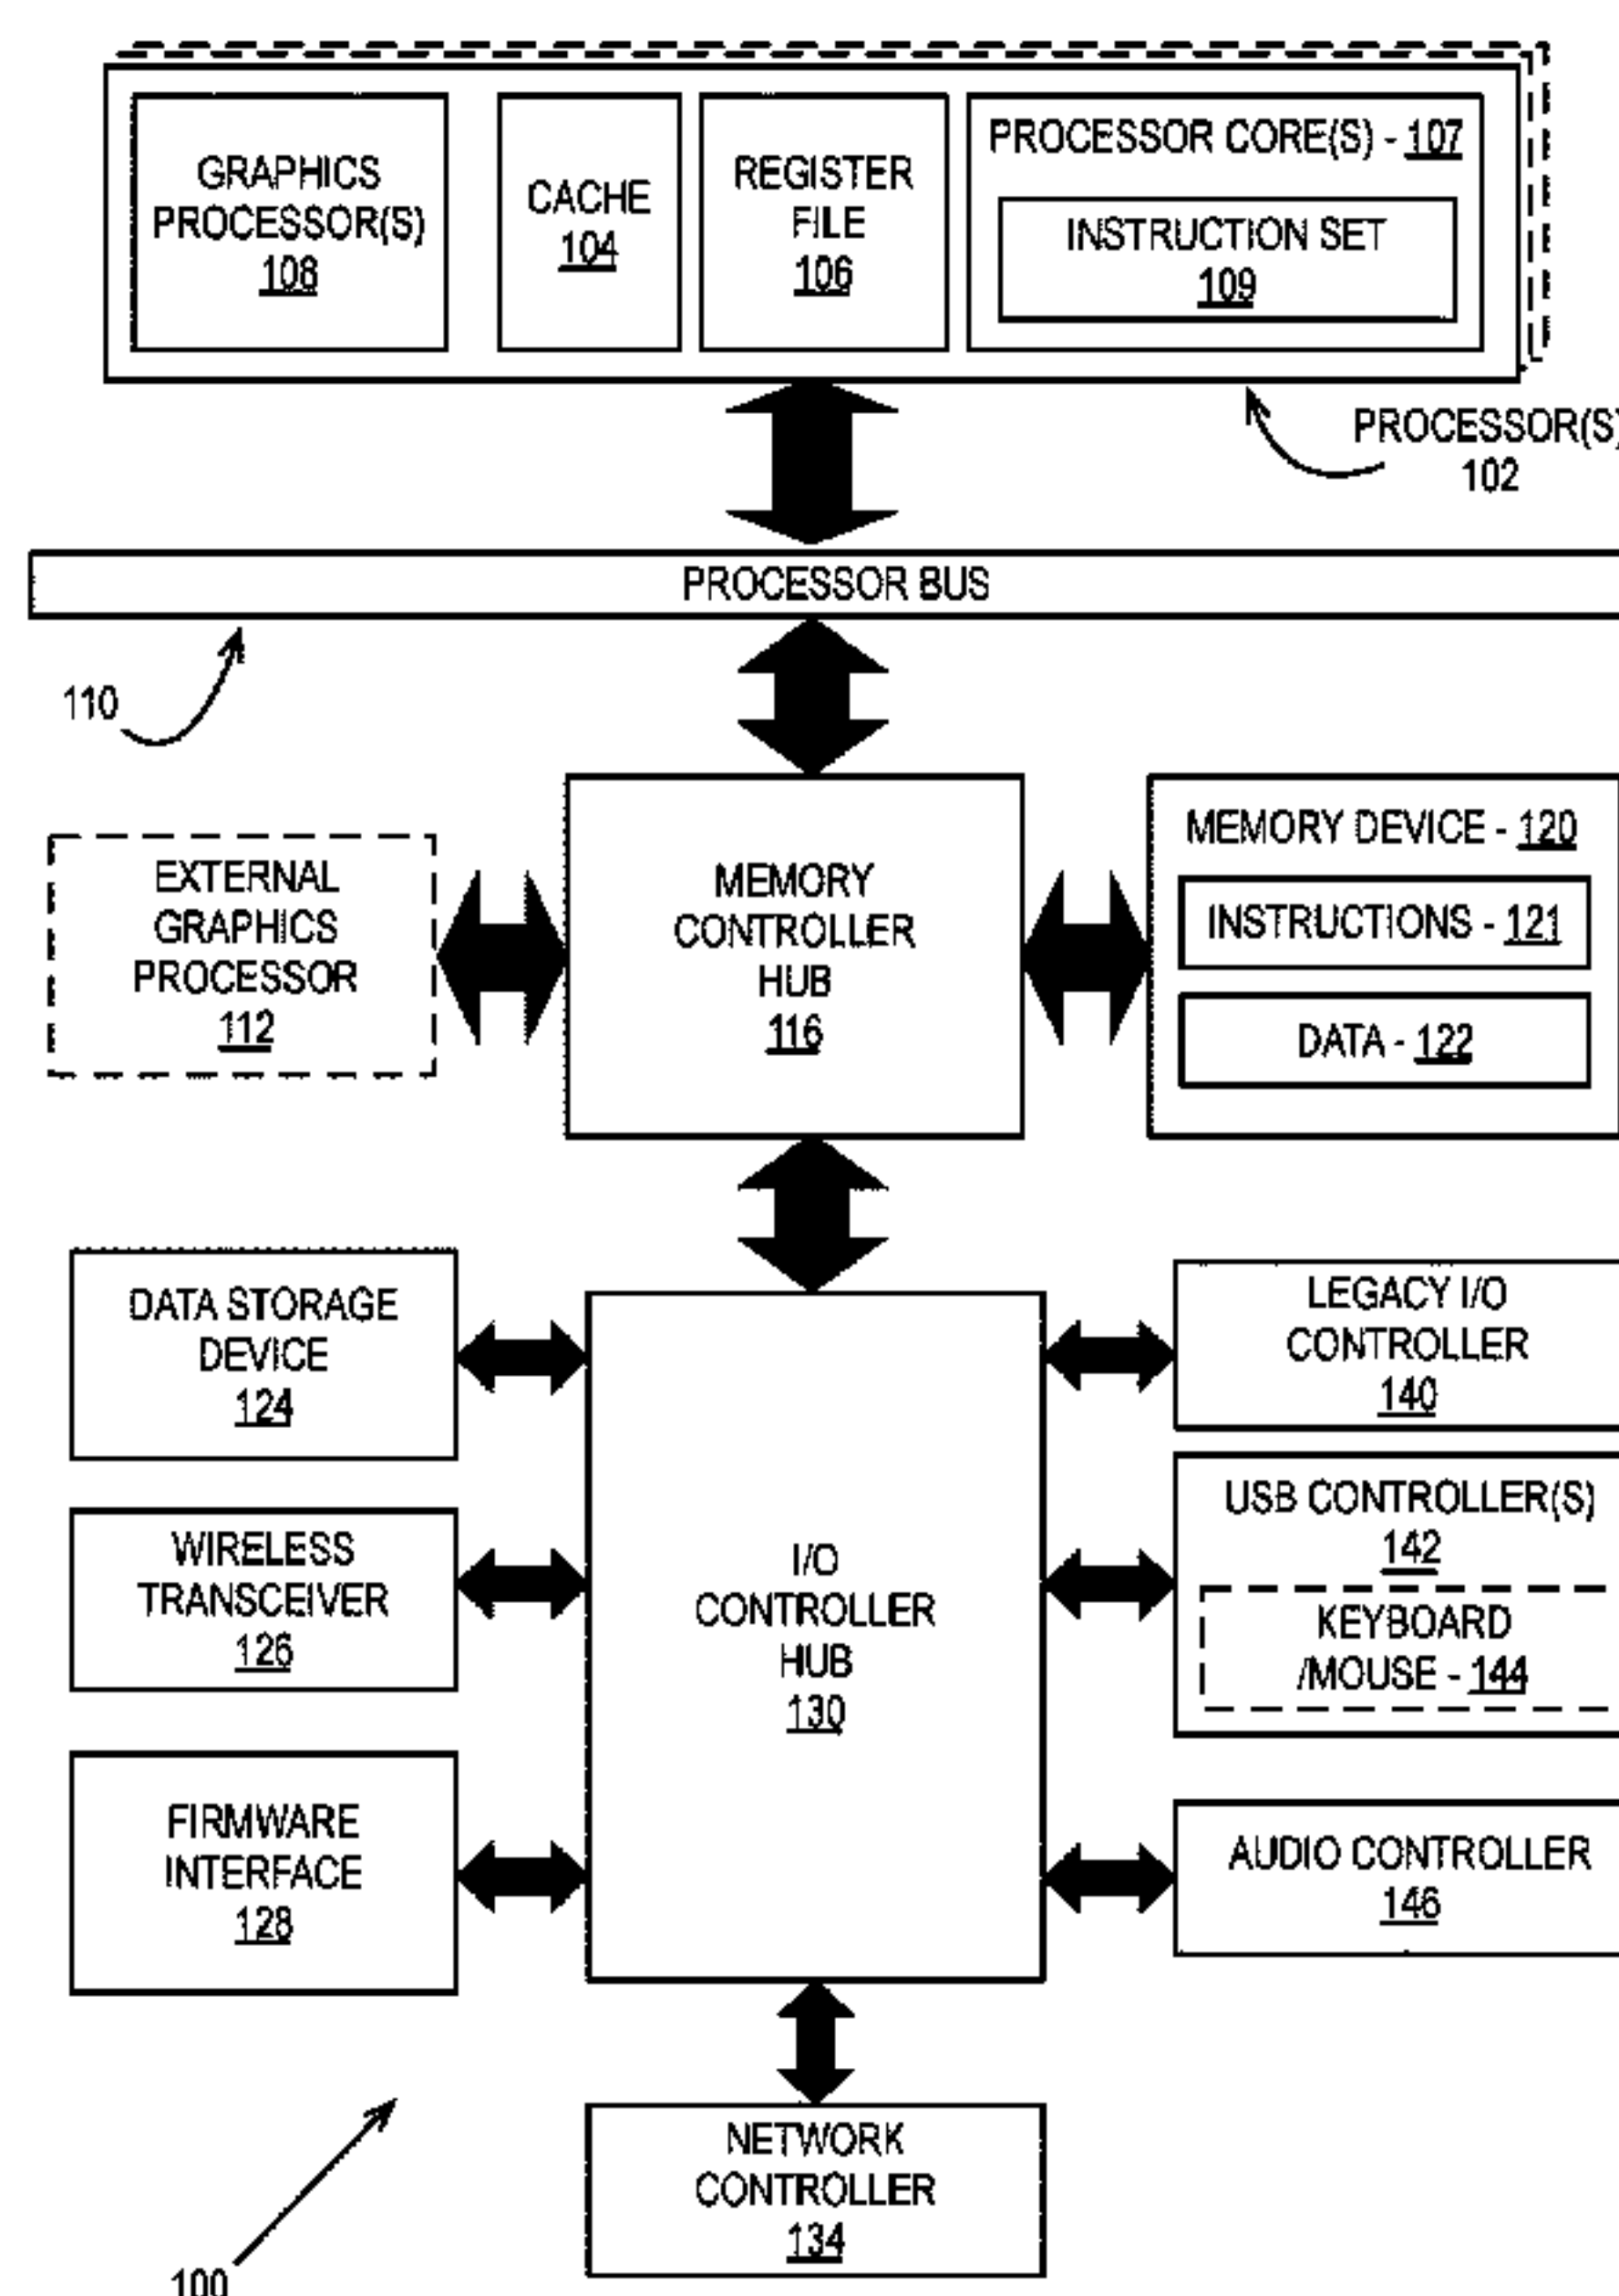 GRAPHICS
PROCESSOR(S)
108
CACHE
104
REGISTER
FILE
106
PROCESSOR CORE(S) - 107
INSTRUCTION SET
109
PROCESSOR(S)
102
PROCESSOR BUS
110
EXTERNAL
GRAPHICS
PROCESSOR
112
MEMORY
CONTROLLER
HUB
116
MEMORY DEVICE - 120
INSTRUCTIONS - 121
DATA - 122
DATA STORAGE
DEVICE
124
WIRELESS
TRANSCEIVER
126
FIRMWARE
INTERFACE
128
I/O
CONTROLLER
HUB
130
LEGACY I/O
CONTROLLER
140
USB CONTROLLER(S)
142
KEYBOARD
/MOUSE - 144
AUDIO CONTROLLER
146
NETWORK
CONTROLLER
134
100